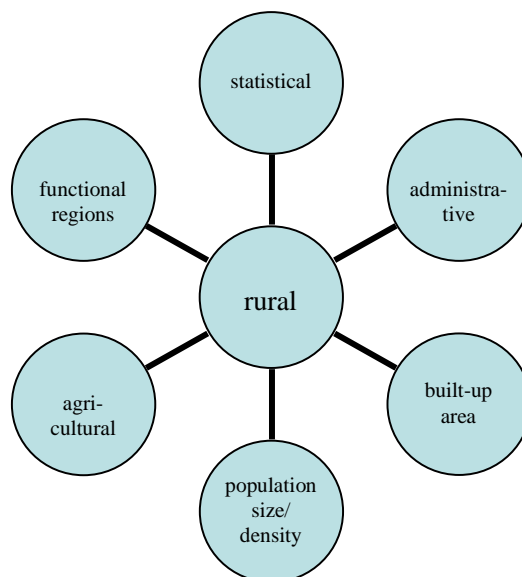 statistical
functional
regions
administra-
tive
rural
agri-
cultural
built-up
area
population
size/
density